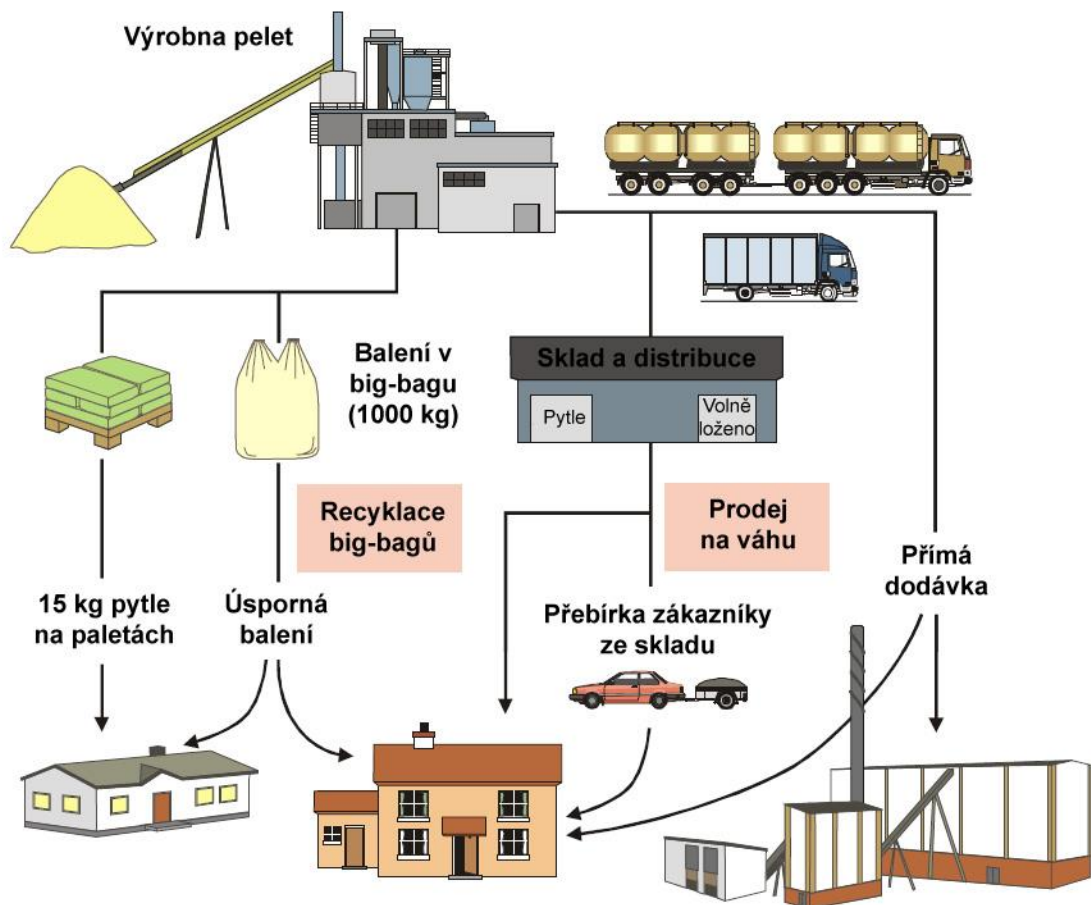 Výrobna pelet
Balení v
big-bagu
(1000 kg)
Sklad a distribuce
Pytle
Volně
loženo
Recyklace
big-bagů
Prodej
na váhu
Přímá
dodávka
15 kg pytle
na paletách
Úsporná
balení
Přebírka zákazníky
ze skladu